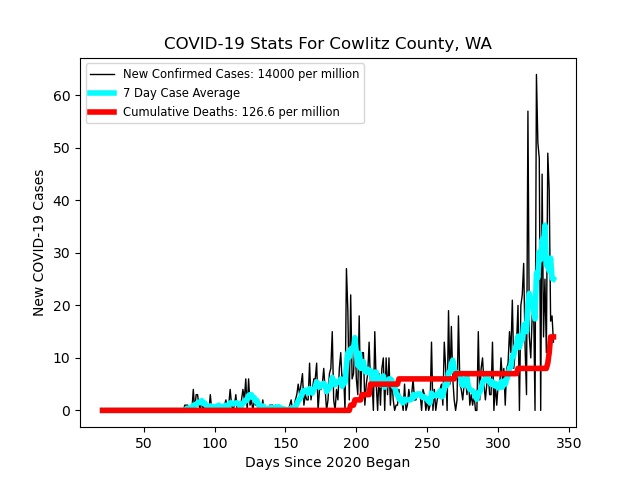 COVID-19 Stats For Cowlitz County, WA
New Confirmed Cases: 14000 per million
7 Day Case Average
Cumulative Deaths: 126.6 per million
New COVID-19 Cases
60
50
40
30
20
10
0
50 100 150 200 250 300 350
Days Since 2020 Began